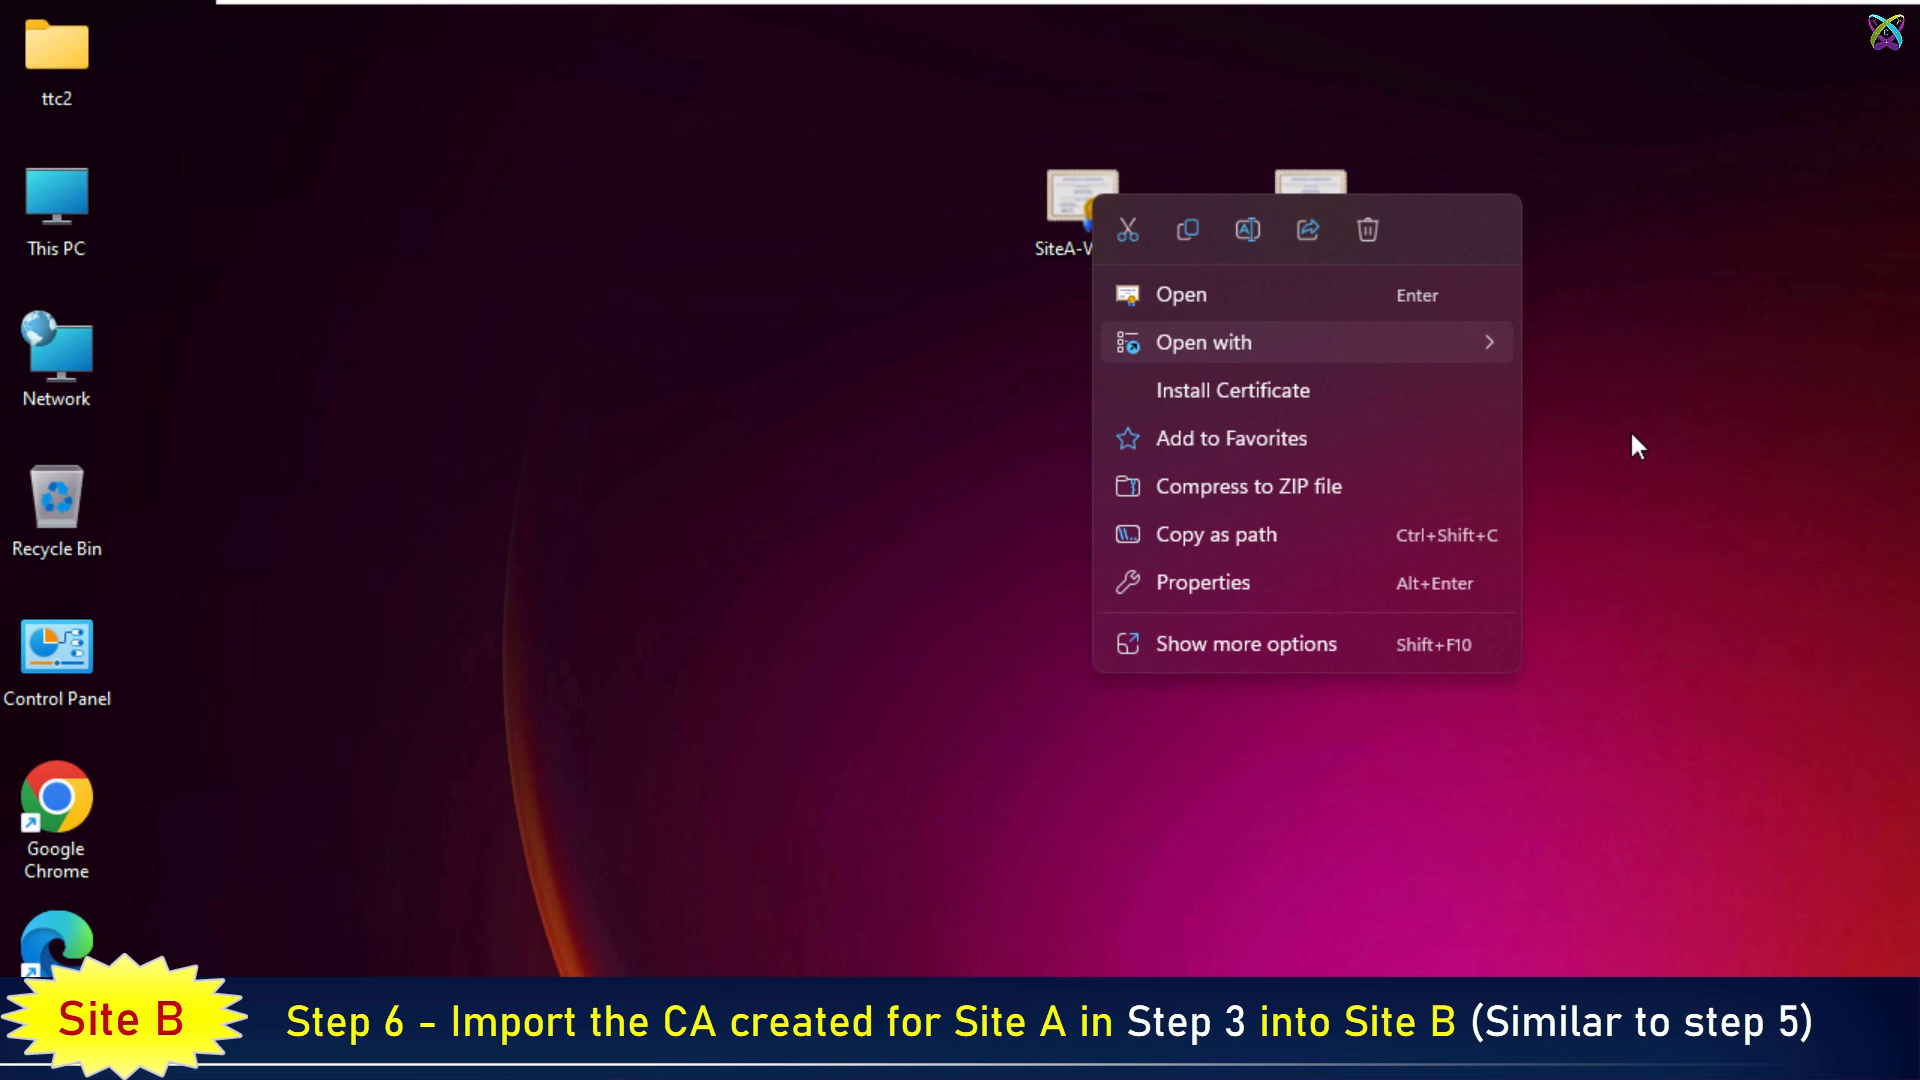 ttc2
This PC
Network
Recycle Bin
Control Panel
Google
Chrome
SiteA-V
Open Enter
Open with
Install Certificate
Add to Favorites
Compress to ZIP file
Copy as path Ctrl+Shift+C
Properties Alt+Enter
Show more options Shift+F10
Site B
Step 6 - Import the CA created for Site A in Step 3 into Site B (Similar to step 5)